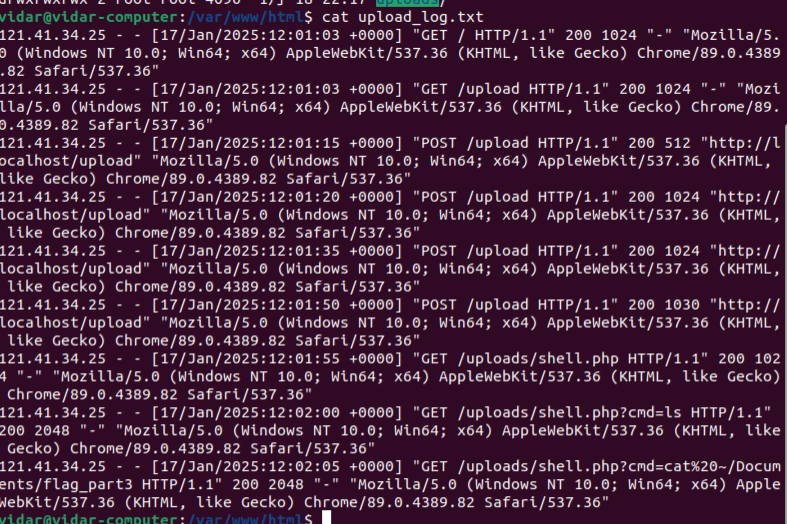 vidar@vidar-computer:/var/www/html$ cat upload_log.txt
121.41.34.25 - - [17/Jan/2025:12:01:03 +0000] "GET / HTTP/1.1" 200 1024 "-" "Mozilla/5.
0 (Windows NT 10.0; Win64; x64) AppleWebKit/537.36 (KHTML, like Gecko) Chrome/89.0.4389
.82 Safari/537.36"
121.41.34.25 - - [17/Jan/2025:12:01:03 +0000] "GET /upload HTTP/1.1" 200 1024 "-" "Mozi
lla/5.0 (Windows NT 10.0; Win64; x64) AppleWebKit/537.36 (KHTML, like Gecko) Chrome/89.
0.4389.82 Safari/537.36"
121.41.34.25 - - [17/Jan/2025:12:01:15 +0000] "POST /upload HTTP/1.1" 200 512 "http://l
ocalhost/upload" "Mozilla/5.0 (Windows NT 10.0; Win64; x64) AppleWebKit/537.36 (KHTML, 
like Gecko) Chrome/89.0.4389.82 Safari/537.36"
121.41.34.25 - - [17/Jan/2025:12:01:20 +0000] "POST /upload HTTP/1.1" 200 1024 "http://
localhost/upload" "Mozilla/5.0 (Windows NT 10.0; Win64; x64) AppleWebKit/537.36 (KHTML,
 like Gecko) Chrome/89.0.4389.82 Safari/537.36"
121.41.34.25 - - [17/Jan/2025:12:01:35 +0000] "POST /upload HTTP/1.1" 200 1024 "http://
localhost/upload" "Mozilla/5.0 (Windows NT 10.0; Win64; x64) AppleWebKit/537.36 (KHTML,
 like Gecko) Chrome/89.0.4389.82 Safari/537.36"
121.41.34.25 - - [17/Jan/2025:12:01:50 +0000] "POST /upload HTTP/1.1" 200 1030 "http://
localhost/upload" "Mozilla/5.0 (Windows NT 10.0; Win64; x64) AppleWebKit/537.36 (KHTML,
 like Gecko) Chrome/89.0.4389.82 Safari/537.36"
121.41.34.25 - - [17/Jan/2025:12:01:55 +0000] "GET /uploads/shell.php HTTP/1.1" 200 102
4 "-" "Mozilla/5.0 (Windows NT 10.0; Win64; x64) AppleWebKit/537.36 (KHTML, like Gecko)
 Chrome/89.0.4389.82 Safari/537.36"
121.41.34.25 - - [17/Jan/2025:12:02:00 +0000] "GET /uploads/shell.php?cmd=ls HTTP/1.1" 
200 2048 "-" "Mozilla/5.0 (Windows NT 10.0; Win64; x64) AppleWebKit/537.36 (KHTML, like
 Gecko) Chrome/89.0.4389.82 Safari/537.36"
121.41.34.25 - - [17/Jan/2025:12:02:05 +0000] "GET /uploads/shell.php?cmd=cat%20~/Docum
ents/flag_part3 HTTP/1.1" 200 2048 "-" "Mozilla/5.0 (Windows NT 10.0; Win64; x64) Apple
WebKit/537.36 (KHTML, like Gecko) Chrome/89.0.4389.82 Safari/537.36"
vidar@vidar-computer:/var/www/html$